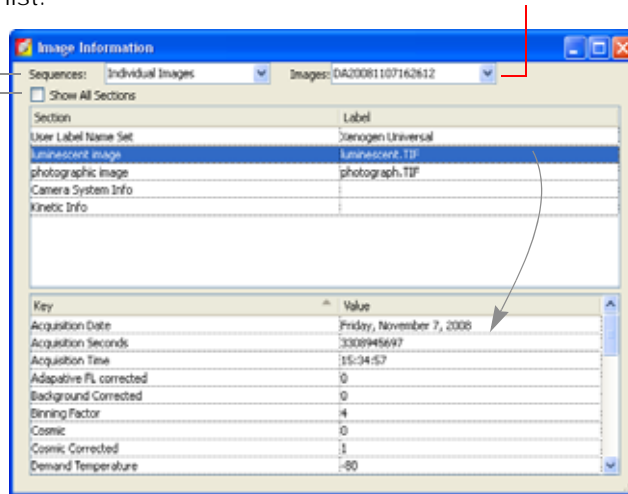 list.
Image Information
Sequences: Individual Images Images: DA20081107162612
Show All Sections
Section Label
User Label Name Set Xenogen Universal
luminescent image luminescent.TIF
photographic image photograph.TIF
Camera System Info
Kinetic Info
Key Value
Acquisition Date Friday, November 7, 2008
Acquisition Seconds 3308945697
Acquisition Time 15:34:57
Adapative FL corrected 0
Background Corrected 0
Binning Factor 4
Cosmic 0
Cosmic Corrected 1
Demand Temperature -80